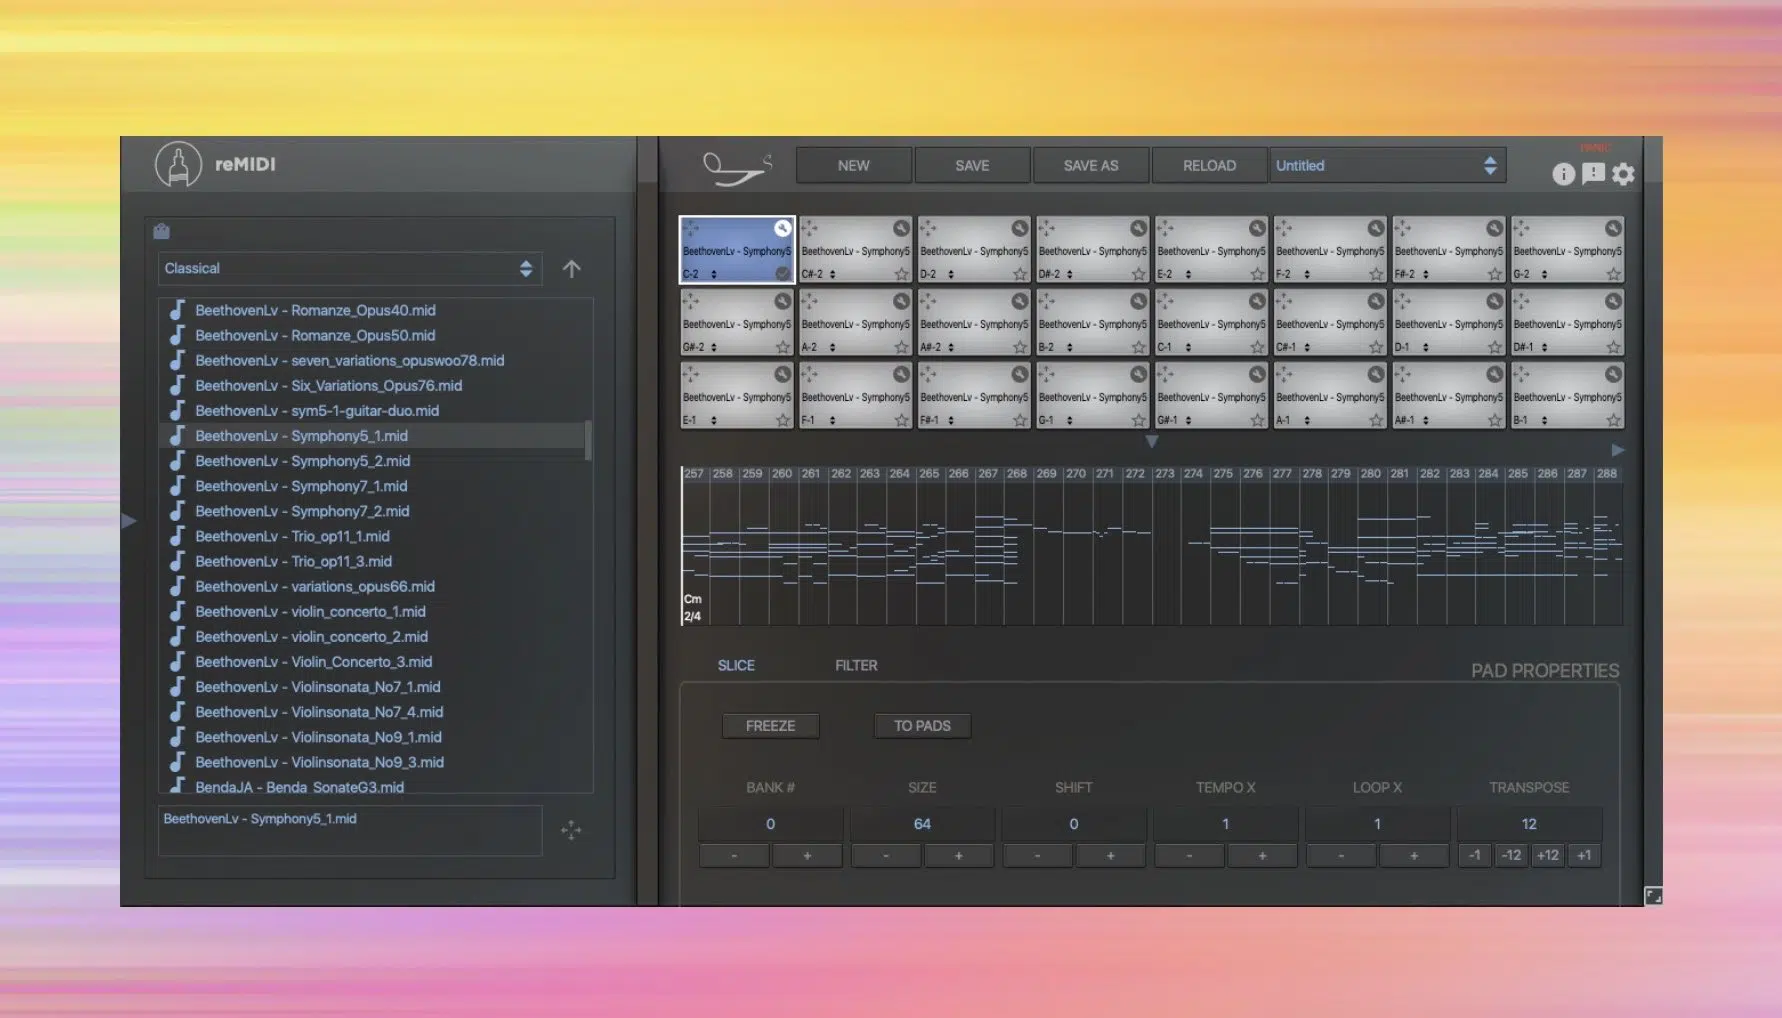 reMIDI
NEW
SAVE
SAVE AS
RELOAD
Untitled
PANIC
Classical
BeethovenLv - Romanze_Opus40.mid
BeethovenLv - Romanze_Opus50.mid
BeethovenLv - seven_variations_opuswoo78.mid
BeethovenLv - Six_Variations_Opus76.mid
BeethovenLv - sym5-1-guitar-duo.mid
BeethovenLv - Symphony5_1.mid
BeethovenLv - Symphony5_2.mid
BeethovenLv - Symphony7_1.mid
BeethovenLv - Symphony7_2.mid
BeethovenLv - Trio_op11_1.mid
BeethovenLv - Trio_op11_3.mid
BeethovenLv - variations_opus66.mid
BeethovenLv - violin_concerto_1.mid
BeethovenLv - violin_concerto_2.mid
BeethovenLv - Violin_Concerto_3.mid
BeethovenLv - Violinsonata_No7_1.mid
BeethovenLv - Violinsonata_No7_4.mid
BeethovenLv - Violinsonata_No9_1.mid
BeethovenLv - Violinsonata_No9_3.mid
BendaJA - Benda_SonateG3.mid
BeethovenLv - Symphony5_1.mid
BeethovenLv - Symphony5 BeethovenLv - Symphony5 BeethovenLv - Symphony5 BeethovenLv - Symphony5 BeethovenLv - Symphony5 BeethovenLv - Symphony5 BeethovenLv - Symphony5 BeethovenLv - Symphony5
C-2 C#-2 D-2 D#-2 E-2 F-2 F#-2 G-2
BeethovenLv - Symphony5 BeethovenLv - Symphony5 BeethovenLv - Symphony5 BeethovenLv - Symphony5 BeethovenLv - Symphony5 BeethovenLv - Symphony5 BeethovenLv - Symphony5 BeethovenLv - Symphony5
G#-2 A-2 A#-2 B-2 C-1 C#-1 D-1 D#-1
BeethovenLv - Symphony5 BeethovenLv - Symphony5 BeethovenLv - Symphony5 BeethovenLv - Symphony5 BeethovenLv - Symphony5 BeethovenLv - Symphony5 BeethovenLv - Symphony5 BeethovenLv - Symphony5
E-1 F-1 F#-1 G-1 G#-1 A-1 A#-1 B-1
257 258 259 260 261 262 263 264 265 266 267 268 269 270 271 272 273 274 275 276 277 278 279 280 281 282 283 284 285 286 287 288
Cm
2/4
SLICE FILTER PAD PROPERTIES
FREEZE TO PADS
BANK # SIZE SHIFT TEMPO X LOOP X TRANSPOSE
0 64 0 1 1 12
- + - + - + - + - + -1 -12 +12 +1